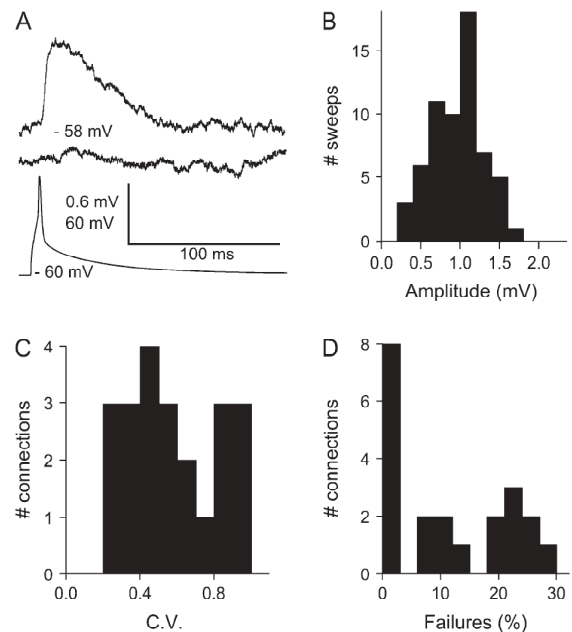 A
- 58 mV
0.6 mV
60 mV
100 ms
- 60 mV
B
# sweeps
15
10
5
0
0.0 0.5 1.0 1.5 2.0
Amplitude (mV)
C
# connections
4
3
2
1
0
0.0 0.4 0.8
C.V.
D
# connections
8
6
4
2
0
0 10 20 30
Failures (%)